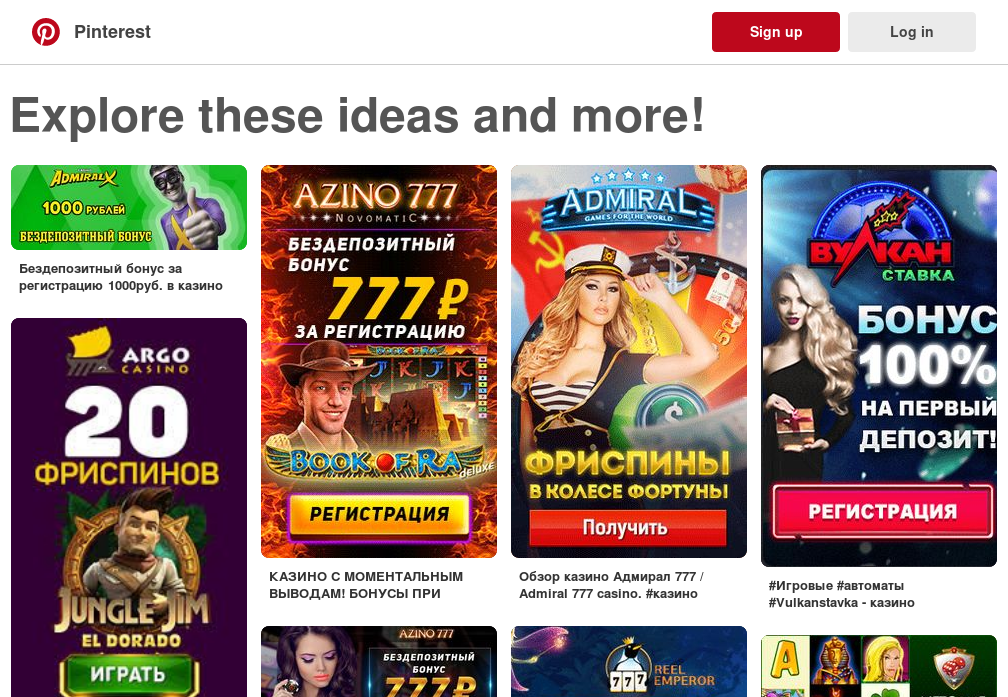 Pinterest
Sign up
Log in
Explore these ideas and more!
ADMIRALX
1000 РУБЛЕЙ
БЕЗДЕПОЗИТНЫЙ БОНУС
Бездепозитный бонус за
регистрацию 1000руб. в казино
ARGO
CASINO
20
ФРИСПИНОВ
JUNGLE JIM
EL DORADO
ИГРАТЬ
AZINO 777
NOVOMATIC
БЕЗДЕПОЗИТНЫЙ
БОНУС
777 ₽
ЗА РЕГИСТРАЦИЮ
BOOK OF RA
deluxe
РЕГИСТРАЦИЯ
КАЗИНО С МОМЕНТАЛЬНЫМ
ВЫВОДАМ! БОНУСЫ ПРИ
AZINO 777
БЕЗДЕПОЗИТНЫЙ
БОНУС
777 ₽
ADMIRAL
GAMES FOR THE WORLD
ФРИСПИНЫ
В КОЛЕСЕ ФОРТУНЫ
Получить
Обзор казино Адмирал 777 /
Admiral 777 casino. #казино
777
REEL
EMPEROR
ВУЛКАН
СТАВКА
БОНУС
100%
НА ПЕРВЫЙ
ДЕПОЗИТ!
РЕГИСТРАЦИЯ
#Игровые #автоматы
#Vulkanstavka - казино
A